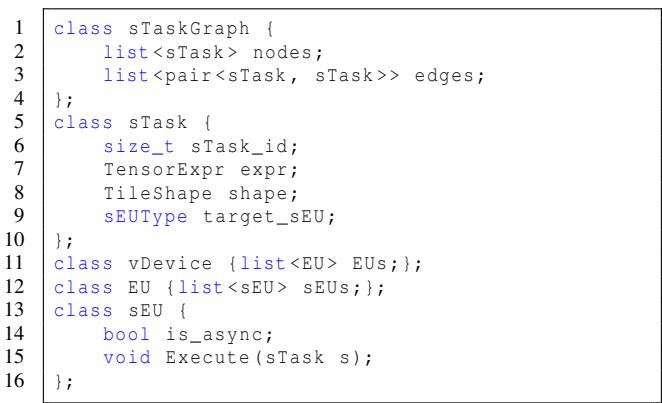 1 class sTaskGraph {
2     list<sTask> nodes;
3     list<pair<sTask, sTask>> edges;
4 };
5 class sTask {
6     size_t sTask_id;
7     TensorExpr expr;
8     TileShape shape;
9     sEUType target_sEU;
10 };
11 class vDevice {list<EU> EUs;};
12 class EU {list<sEU> sEUs;};
13 class sEU {
14     bool is_async;
15     void Execute(sTask s);
16 };